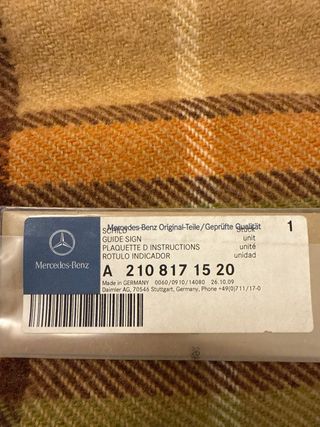 Mercedes-Benz Original-Teile/Geprüfte Qualität 1
SCHILD Stück
GUIDE SIGN unit
PLAQUETTE D INSTRUCTIONS unité
ROTULO INDICADOR unidad
Mercedes-Benz
A 210 817 15 20
Made in GERMANY 0060/0910/14080 26.10.09
Daimler AG, 70546 Stuttgart, Germany, Phone +49(0)711/17-0